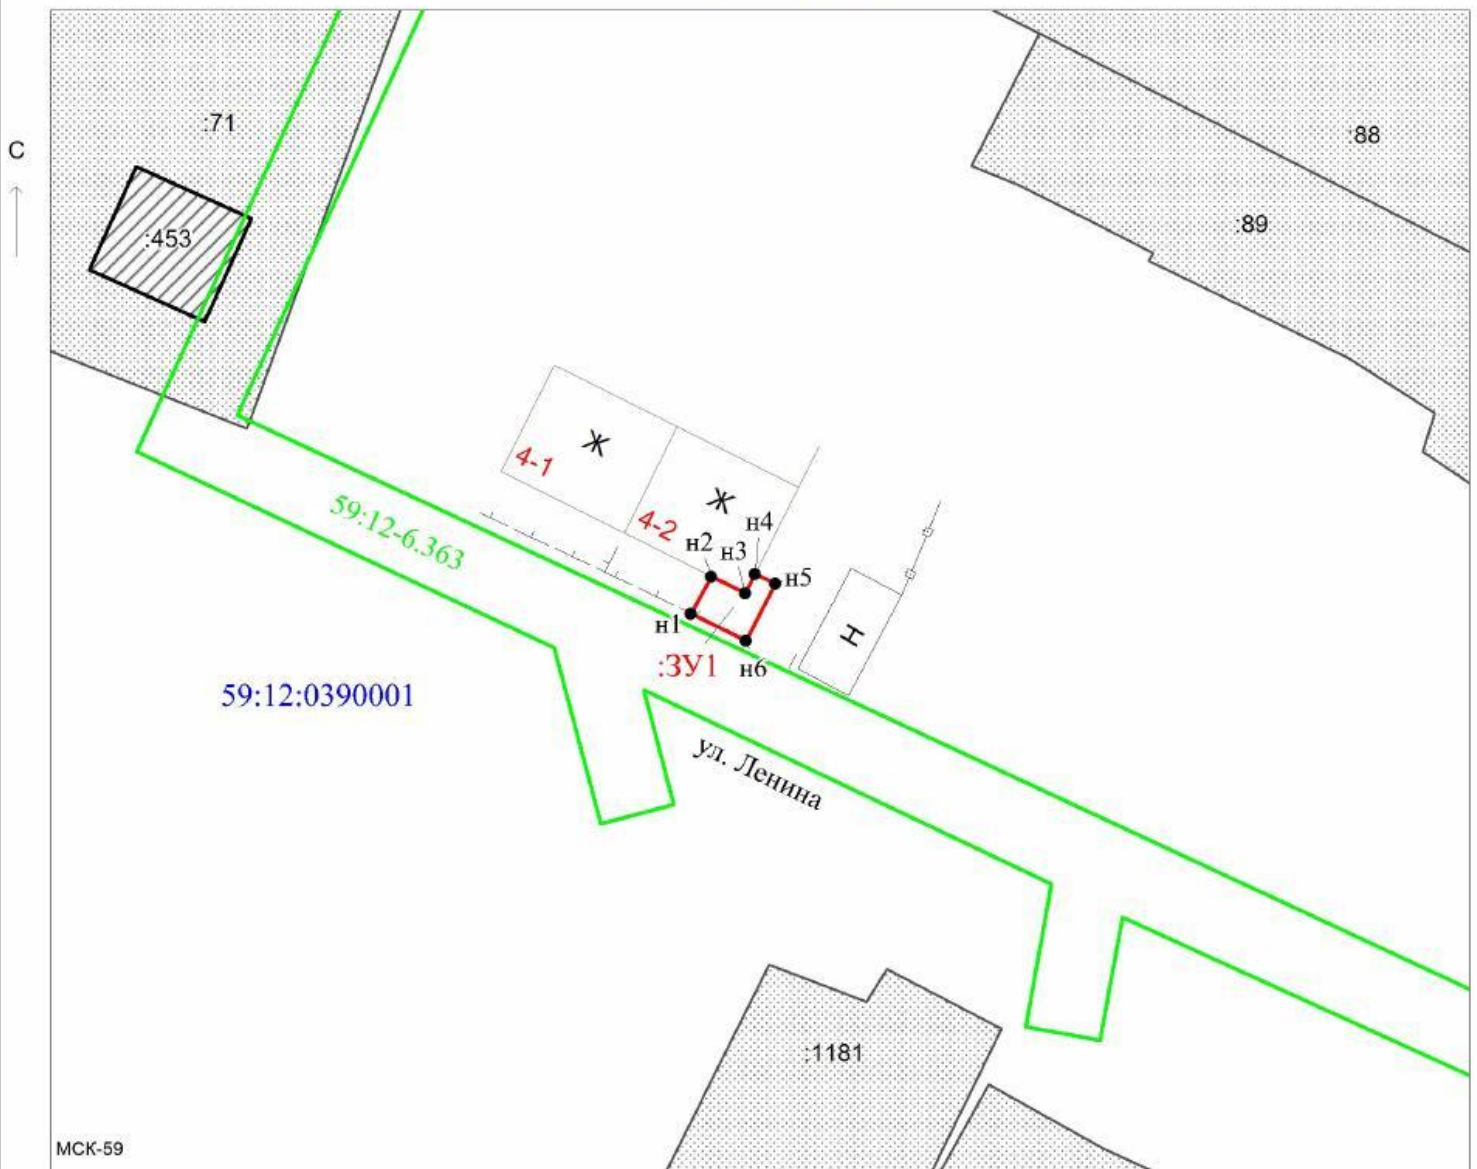 :71
:88
С
:89
:453
Ж
4-1
Ж
4-2
59:12-6.363
н4
н2
н3
н5
н1
Н
:ЗУ1
н6
59:12:0390001
ул. Ленина
:1181
МСК-59